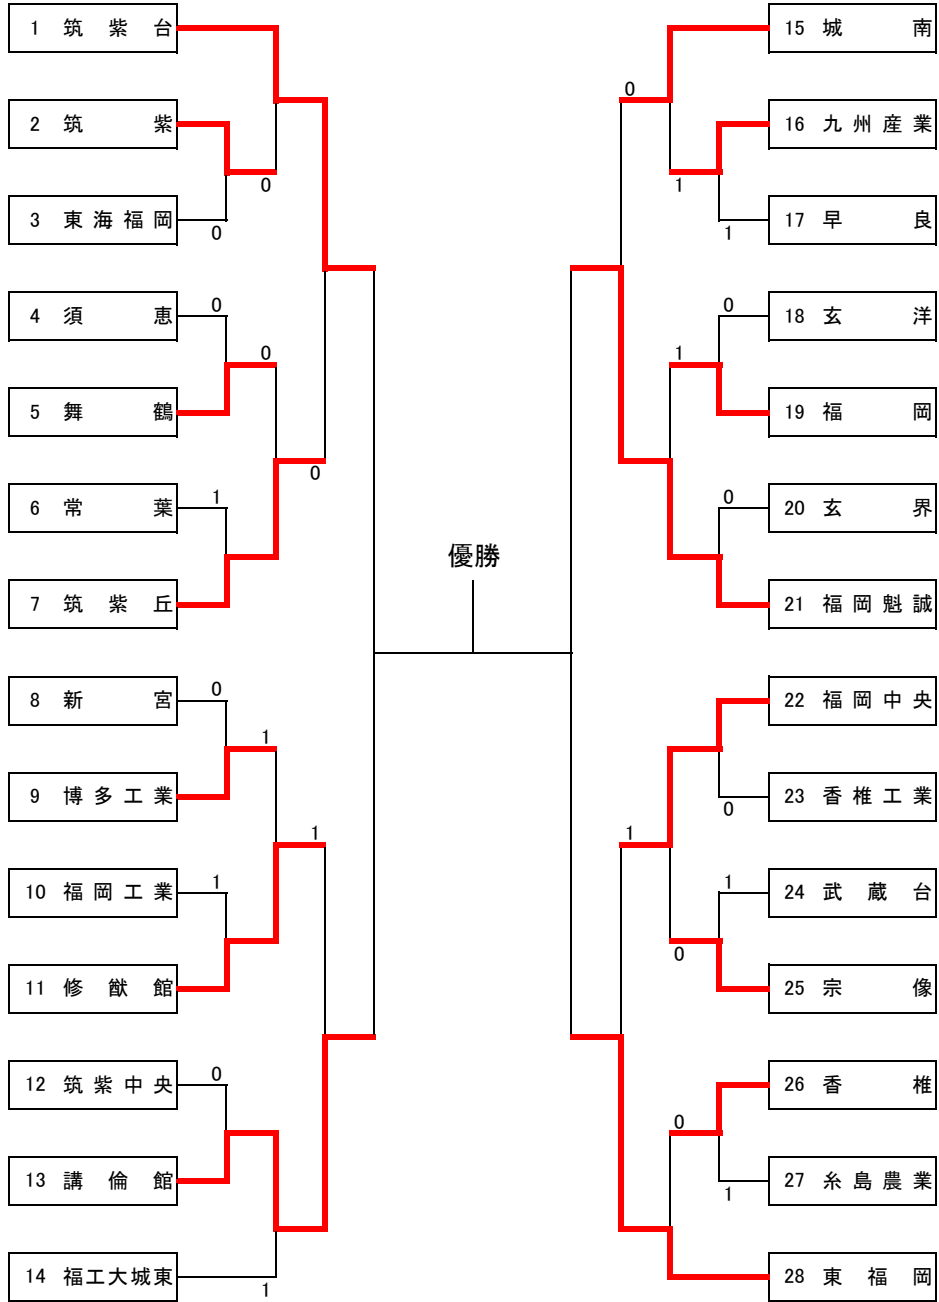 1 筑紫台
0
2 筑紫
0
3 東海福岡
0
4 須恵
0
5 舞鶴
0
6 常葉
1
7 筑紫丘
8 新宮
0
1
9 博多工業
1
10 福岡工業
1
11 修猷館
12 筑紫中央
0
13 講倫館
14 福工大城東
1
優勝
15 城南
0
16 九州産業
1
17 早良
1
18 玄洋
0
1
19 福岡
20 玄界
0
21 福岡魁誠
22 福岡中央
23 香椎工業
0
1
24 武蔵台
1
0
25 宗像
26 香椎
0
27 糸島農業
1
28 東福岡